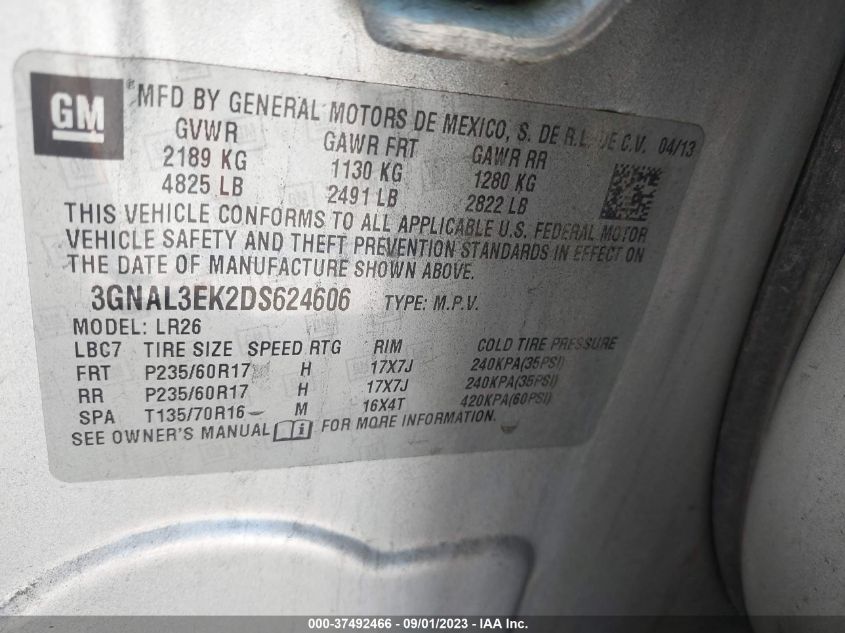 GM
® MFD BY GENERAL MOTORS DE MEXICO, S. DE R.L. DE C.V. 04/13
GVWR GAWR FRT GAWR RR
2189 KG 1130 KG 1280 KG
4825 LB 2491 LB 2822 LB
THIS VEHICLE CONFORMS TO ALL APPLICABLE U.S. FEDERAL MOTOR
VEHICLE SAFETY AND THEFT PREVENTION STANDARDS IN EFFECT ON
THE DATE OF MANUFACTURE SHOWN ABOVE.
3GNAL3EK2DS624606 TYPE: M.P.V.
MODEL: LR26
LBC7 TIRE SIZE SPEED RTG RIM COLD TIRE PRESSURE
FRT P235/60R17 H 17X7J 240KPA(35PSI)
RR P235/60R17 H 17X7J 240KPA(35PSI)
SPA T135/70R16 M 16X4T 420KPA(60PSI)
SEE OWNER'S MANUAL i FOR MORE INFORMATION.
000-37492466 - 09/01/2023 - IAA Inc.